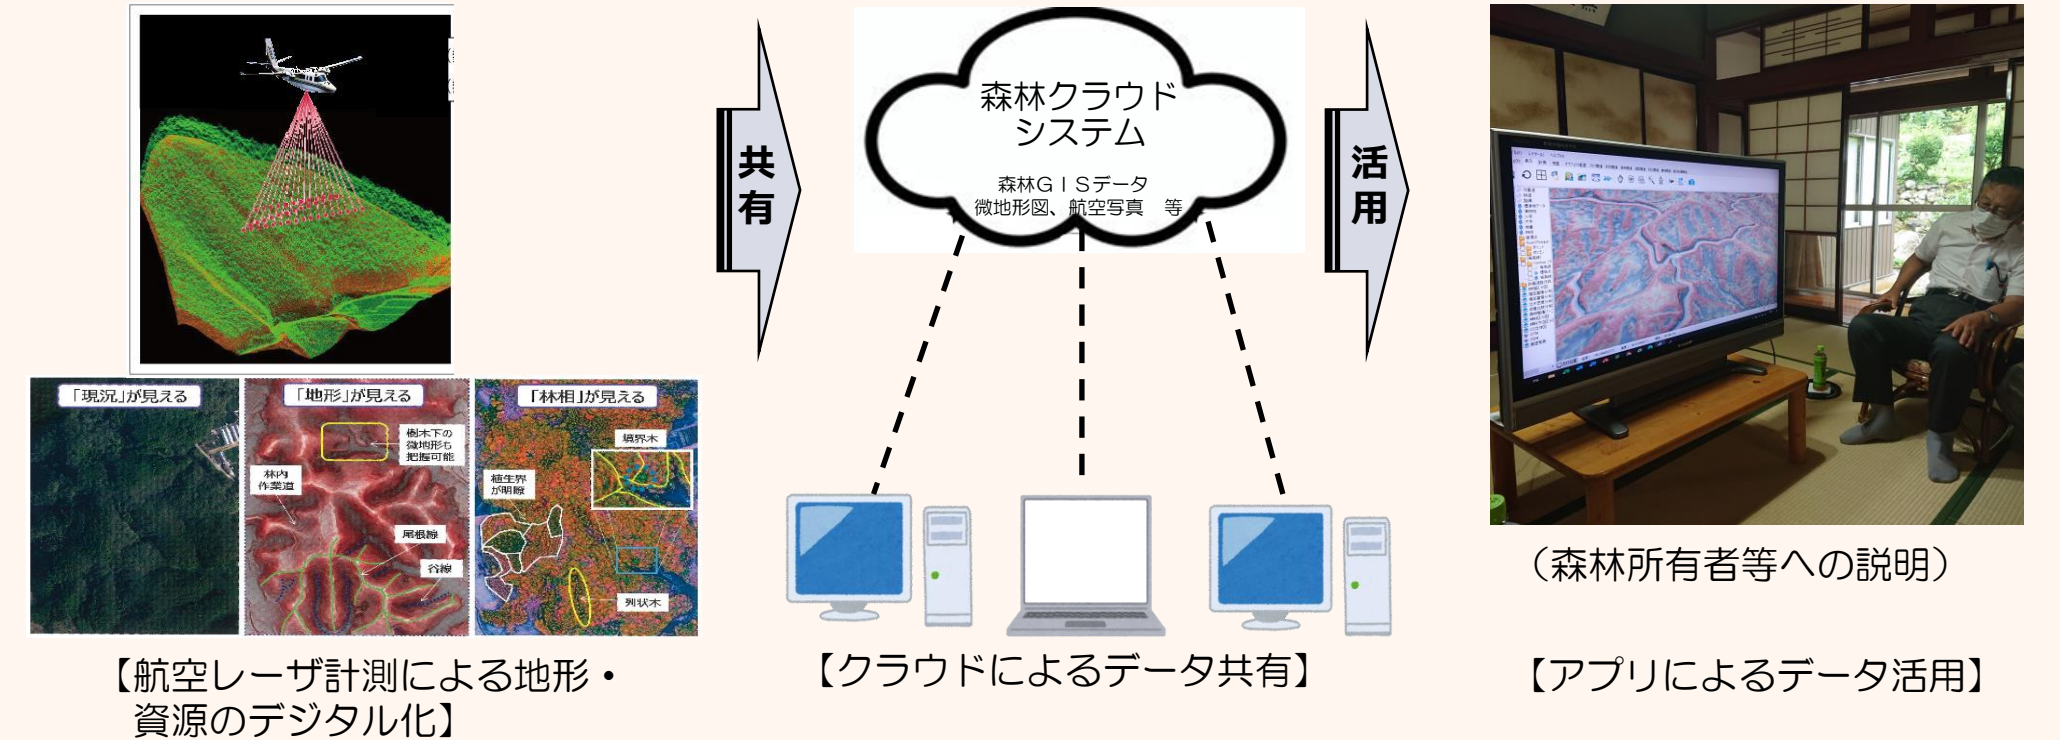 「現況」が見える
「地形」が見える
樹木下の
微地形も
把握可能
林内
作業道
尾根線
谷線
「林相」が見える
境界木
植生界
が明瞭
列状木
【航空レーザ計測による地形・
資源のデジタル化】
共
有
森林クラウド
システム
森林GISデータ
微地形図、航空写真　等
【クラウドによるデータ共有】
活
用
（森林所有者等への説明）
【アプリによるデータ活用】